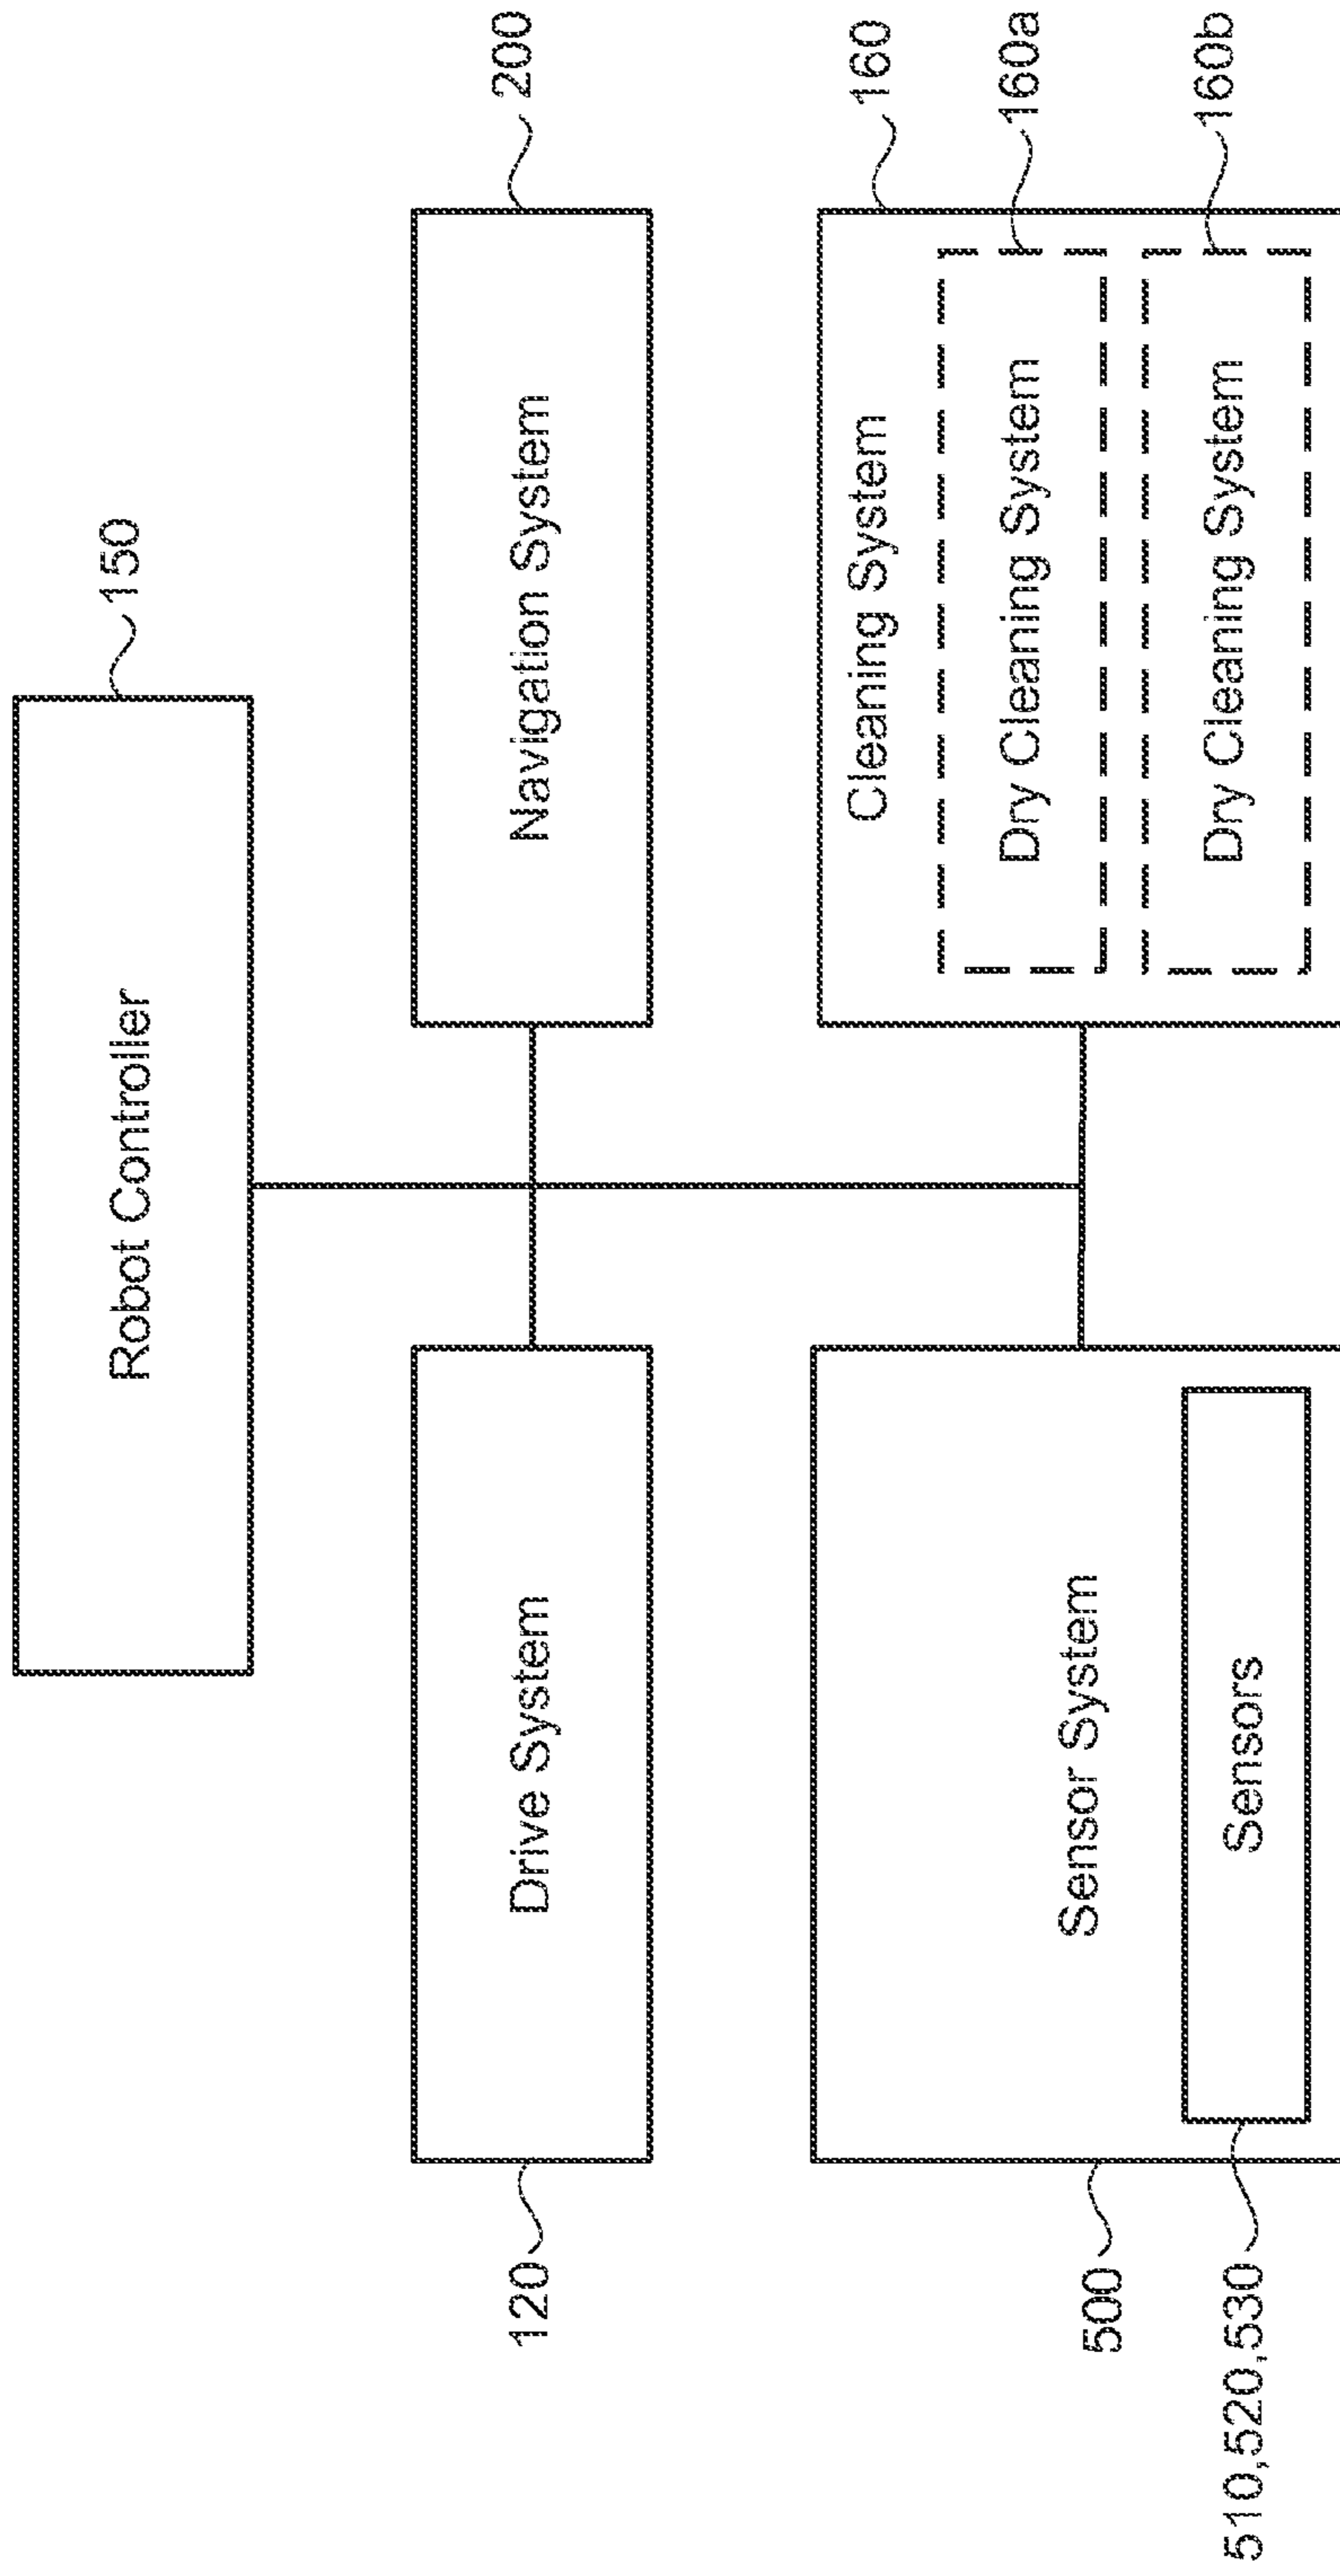 Robot Controller
150
Drive System
120
Navigation System
200
Sensor System
500
Sensors
510,520,530
Cleaning System
160
Dry Cleaning System
160a
Dry Cleaning System
160b